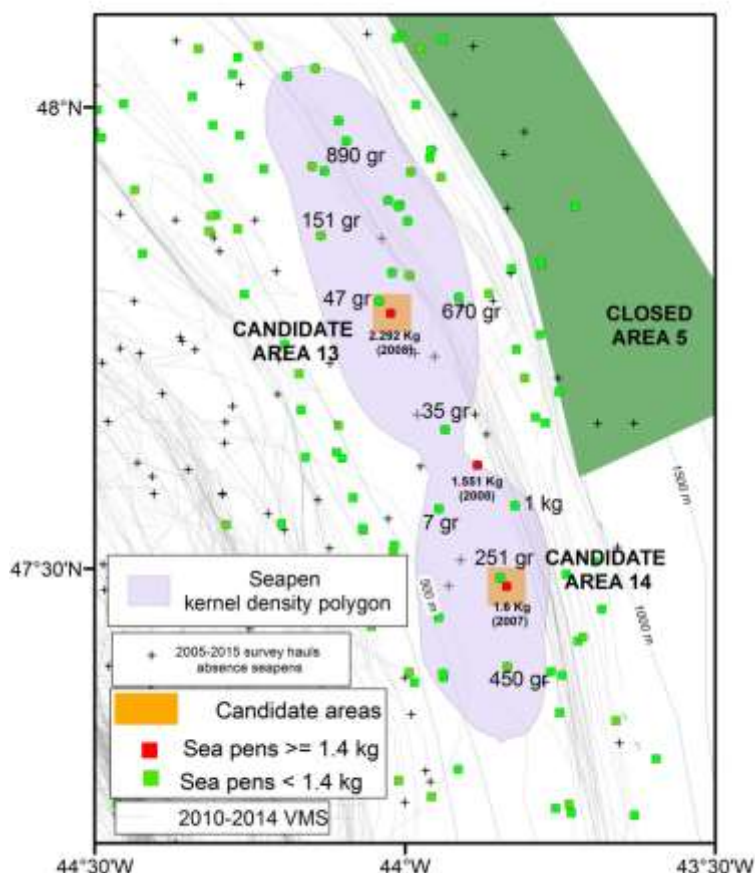 48°N
890 gr
151 gr
47 gr
670 gr
CANDIDATE
AREA 13
2.292 Kg
(2008)
CLOSED
AREA 5
35 gr
1.551 Kg
(2008)
1500 m
7 gr
1 kg
47°30'N
251 gr
CANDIDATE
AREA 14
1.6 Kg
(2007)
500 m
1000 m
450 gr
Seapen
kernel density polygon
2005-2015 survey hauls
absence seapens
Candidate areas
Sea pens >= 1.4 kg
Sea pens < 1.4 kg
2010-2014 VMS
44°30'W
44°W
43°30'W